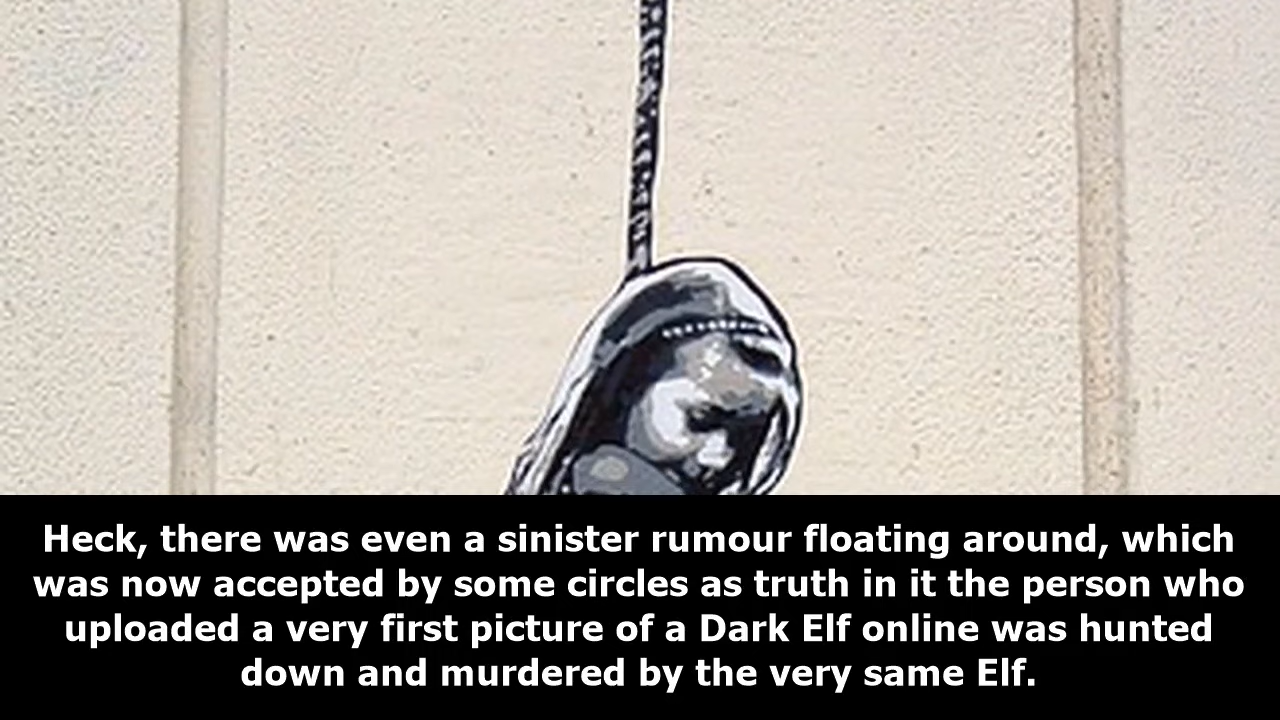 Heck, there was even a sinister rumour floating around, which
was now accepted by some circles as truth in it the person who
uploaded a very first picture of a Dark Elf online was hunted
down and murdered by the very same Elf.